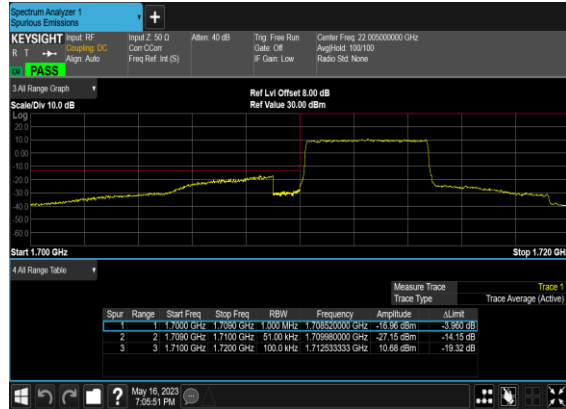 Spectrum Analyzer 1
Spurious Emissions
+
KEYSIGHT Input: RF Input Z: 50 Ω Atten: 40 dB Trig: Free Run Center Freq: 22.005000000 GHz
R T Coupling: DC Corr CCorr Gate: Off Avg|Hold: 100/100
Align: Auto Freq Ref: Int (S) IF Gain: Low Radio Std: None
PASS
3 All Range Graph
Ref Lvl Offset 8.00 dB
Scale/Div 10.0 dB Ref Value 30.00 dBm
Log
20.0
10.0
0.00
-10.0
-20.0
-30.0
-40.0
-50.0
-60.0
Start 1.700 GHz Stop 1.720 GH
4 All Range Table
Measure Trace Trace 1
Trace Type Trace Average (Active)
Spur Range Start Freq Stop Freq RBW Frequency Amplitude ΔLimit
1 1 1.7000 GHz 1.7090 GHz 1.000 MHz 1.708520000 GHz -16.96 dBm -3.960 dB
2 2 1.7090 GHz 1.7100 GHz 51.00 kHz 1.709980000 GHz -27.15 dBm -14.15 dB
3 3 1.7100 GHz 1.7200 GHz 100.0 kHz 1.712533333 GHz 10.68 dBm -19.32 dB
? May 16, 2023
7:05:51 PM